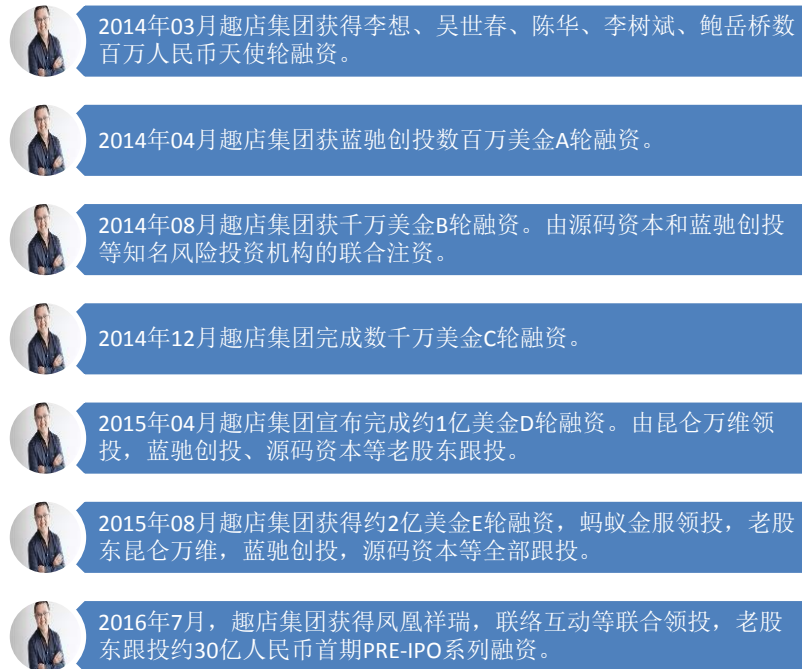 2014年03月趣店集团获得李想、吴世春、陈华、李树斌、鲍岳桥数
百万人民币天使轮融资。
2014年04月趣店集团获蓝驰创投数百万美金A轮融资。
2014年08月趣店集团获千万美金B轮融资。由源码资本和蓝驰创投
等知名风险投资机构的联合注资。
2014年12月趣店集团完成数千万美金C轮融资。
2015年04月趣店集团宣布完成约1亿美金D轮融资。由昆仑万维领
投，蓝驰创投、源码资本等老股东跟投。
2015年08月趣店集团获得约2亿美金E轮融资，蚂蚁金服领投，老股
东昆仑万维，蓝驰创投，源码资本等全部跟投。
2016年7月，趣店集团获得凤凰祥瑞，联络互动等联合领投，老股
东跟投约30亿人民币首期PRE-IPO系列融资。